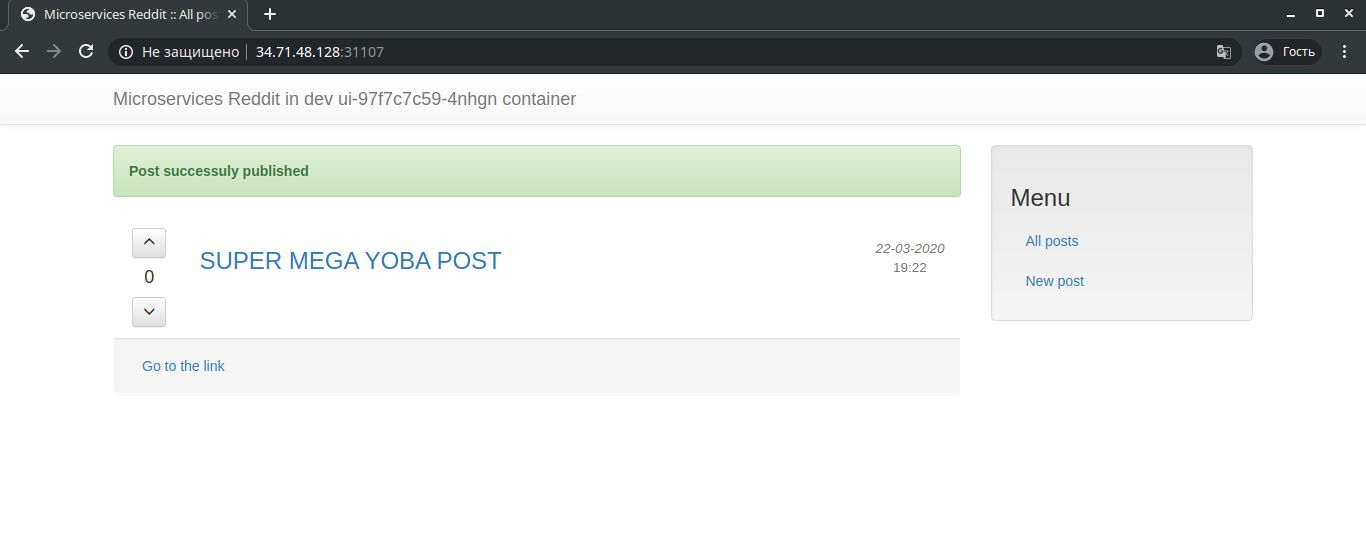 Microservices Reddit :: All pos
Не защищено 34.71.48.128:31107
Гость
Microservices Reddit in dev ui-97f7c7c59-4nhgn container
Post successuly published
0
SUPER MEGA YOBA POST
22-03-2020
19:22
Go to the link
Menu
All posts
New post